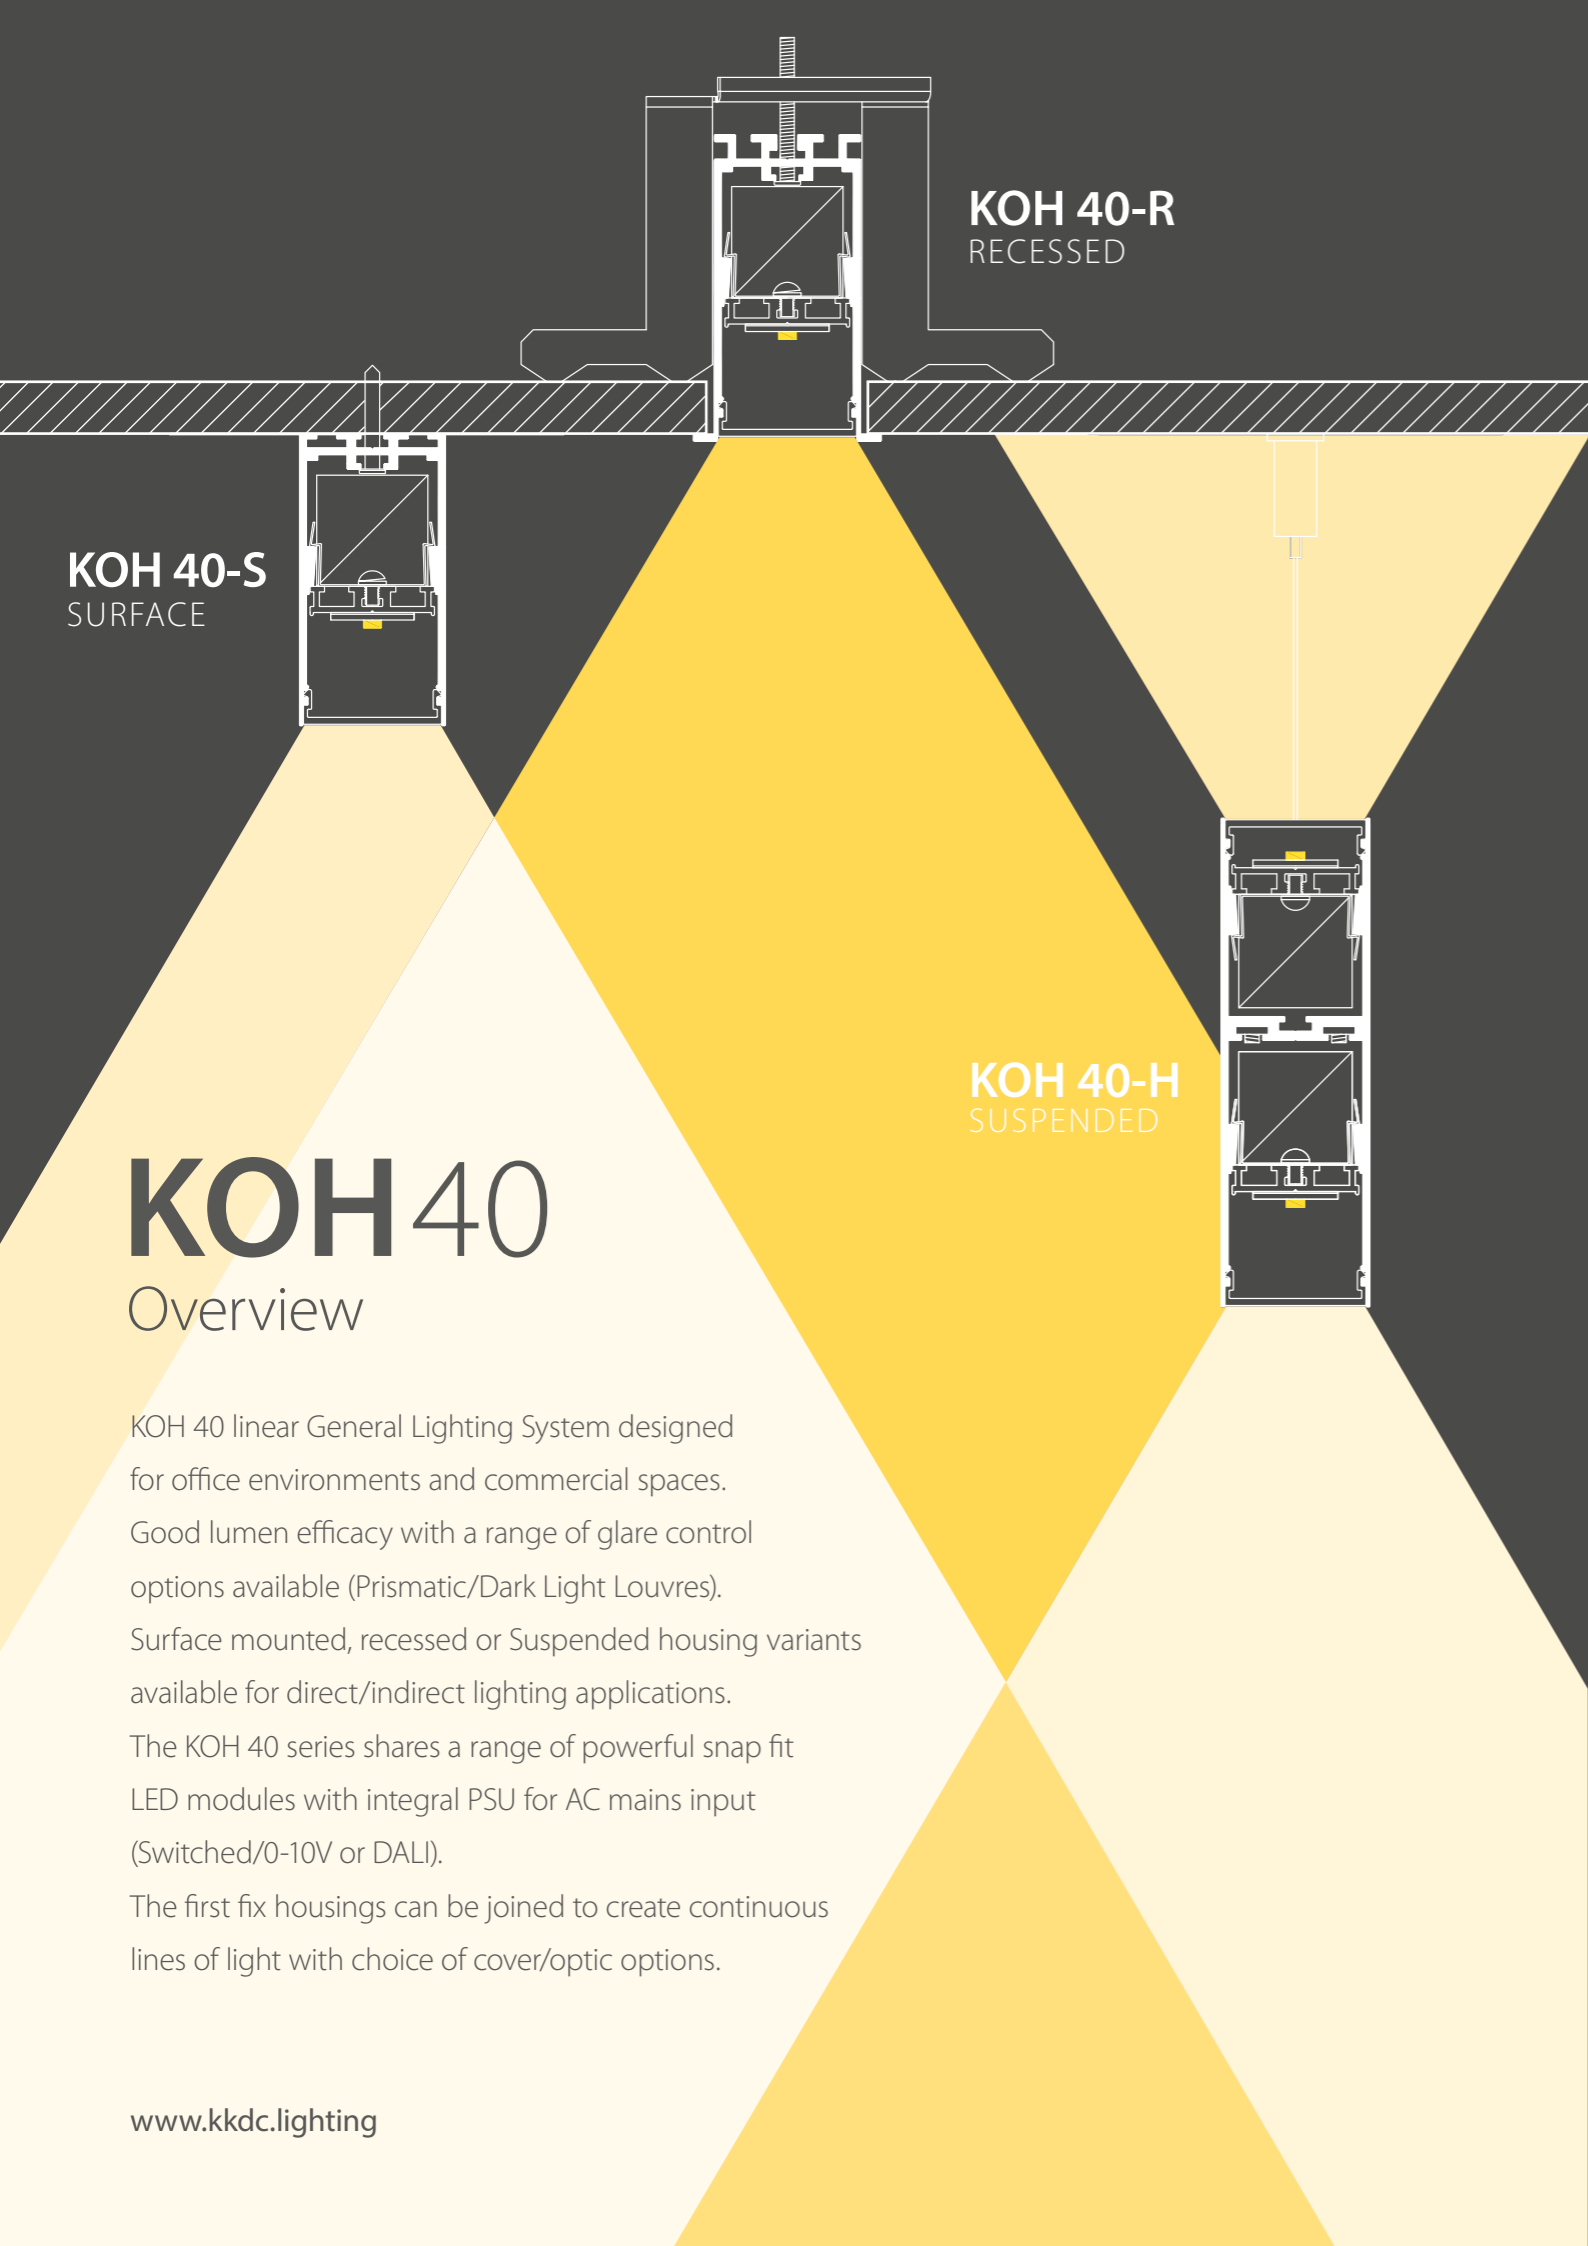 KOH 40-R
RECESSED
KOH 40-S
SURFACE
KOH 40-H
SUSPENDED
KOH 40
Overview
KOH 40 linear General Lighting System designed
for office environments and commercial spaces.
Good lumen efficacy with a range of glare control
options available (Prismatic/Dark Light Louvres).
Surface mounted, recessed or Suspended housing variants
available for direct/indirect lighting applications.
The KOH 40 series shares a range of powerful snap fit
LED modules with integral PSU for AC mains input
(Switched/0-10V or DALI).
The first fix housings can be joined to create continuous
lines of light with choice of cover/optic options.
www.kkdc.lighting